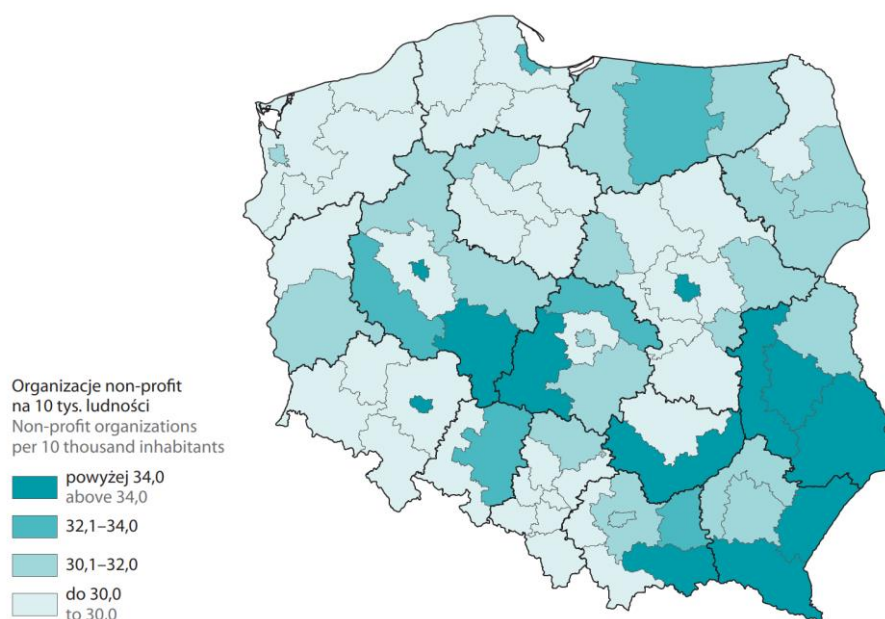 Organizacje non-profit
na 10 tys. ludności
Non-profit organizations
per 10 thousand inhabitants
powyżej 34,0
above 34,0
32,1–34,0
30,1–32,0
do 30,0
to 30,0